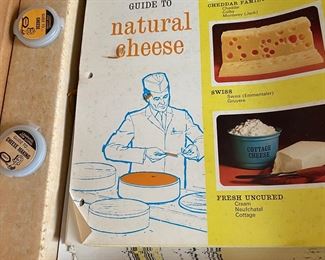 GUIDE TO
natural
cheese
CHEDDAR FAMILY
Cheddar
Colby
Monterey (Jack)
SWISS
Swiss (Emmentaler)
Gruyere
COTTAGE
CHEESE
FRESH UNCURED
Cream
Neufchatel
Cottage